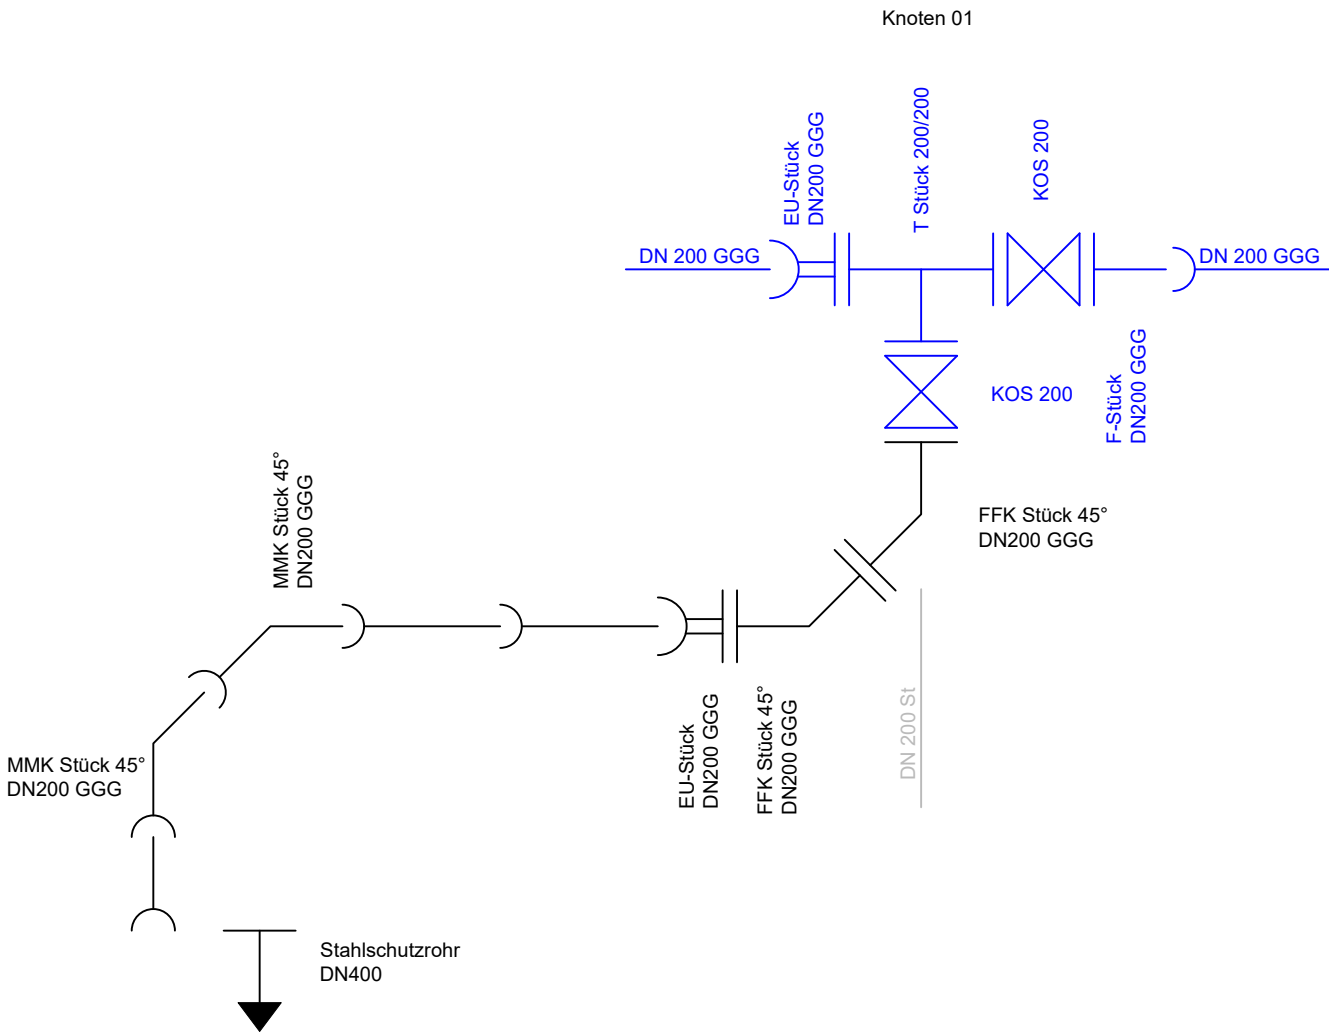 Knoten 01
EU-Stück
DN200 GGG
T Stück 200/200
KOS 200
DN 200 GGG
DN 200 GGG
KOS 200
F-Stück
DN200 GGG
MMK Stück 45°
DN200 GGG
FFK Stück 45°
DN200 GGG
EU-Stück
DN200 GGG
FFK Stück 45°
DN200 GGG
DN 200 St
MMK Stück 45°
DN200 GGG
Stahlschutzrohr
DN400